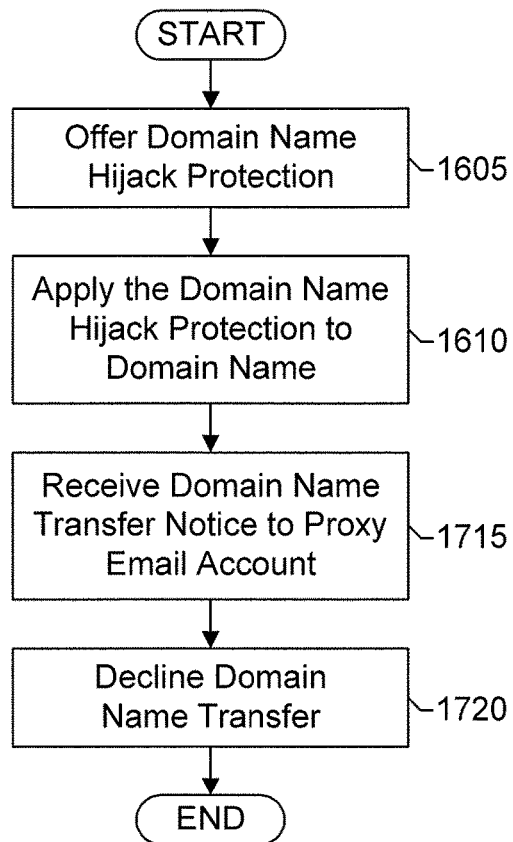 START
Offer Domain Name
Hijack Protection
1605
Apply the Domain Name
Hijack Protection to
Domain Name
1610
Receive Domain Name
Transfer Notice to Proxy
Email Account
1715
Decline Domain
Name Transfer
1720
END